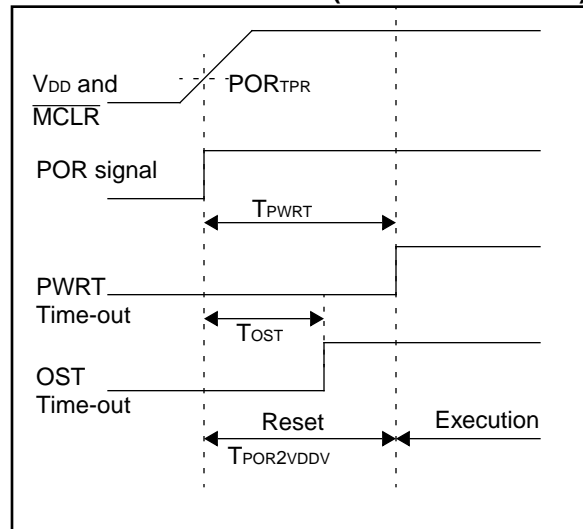 (
VDD and
MCLR
PORTPR
POR signal
TPWRT
PWRT
Time-out
TOST
OST
Time-out
Reset
Execution
TPOR2VDDV